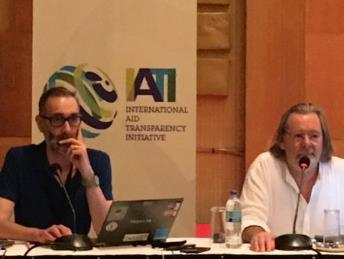 IATI
INTERNATIONAL
AID
TRANSPARENCY
INITIATIVE